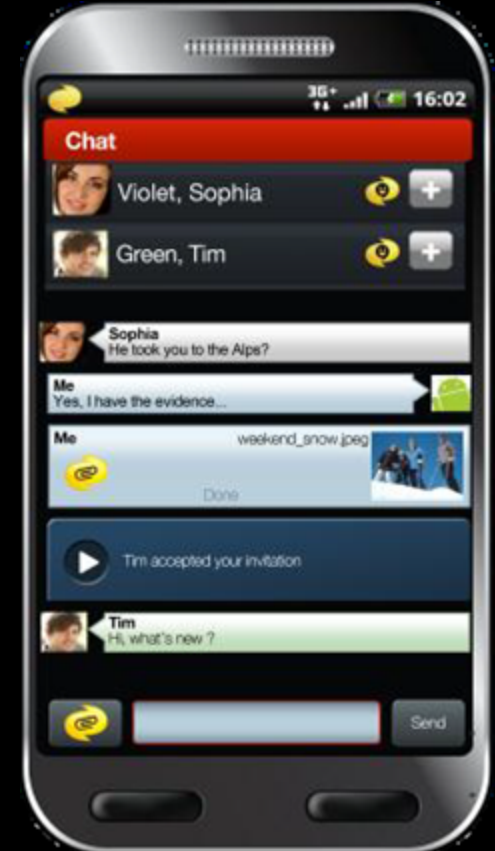 3G+
16:02
Chat
Violet, Sophia
Green, Tim
Sophia
He took you to the Alps?
Me
Yes, I have the evidence...
Me weekend_snow.jpeg
Done
Tim accepted your invitation
Tim
Hi, what's new ?
Send